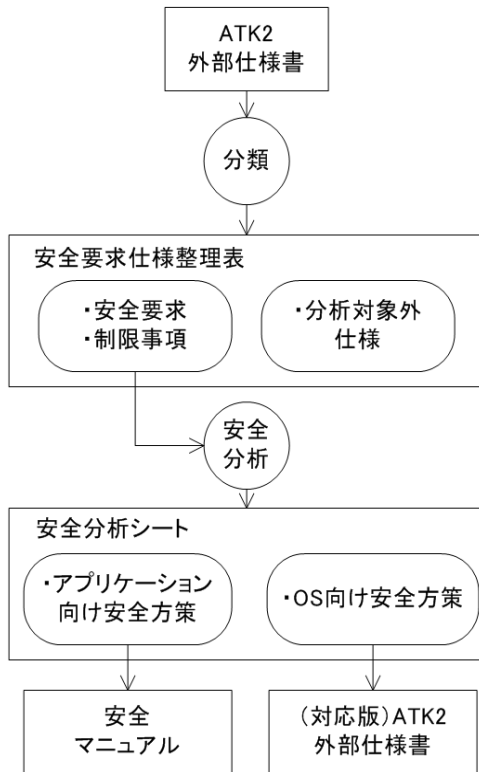 ATK2
外部仕様書
分類
安全要求仕様整理表
・安全要求
・制限事項
・分析対象外
仕様
安全
分析
安全分析シート
・アプリケーション
向け安全方策
・OS向け安全方策
安全
マニュアル
(対応版)ATK2
外部仕様書